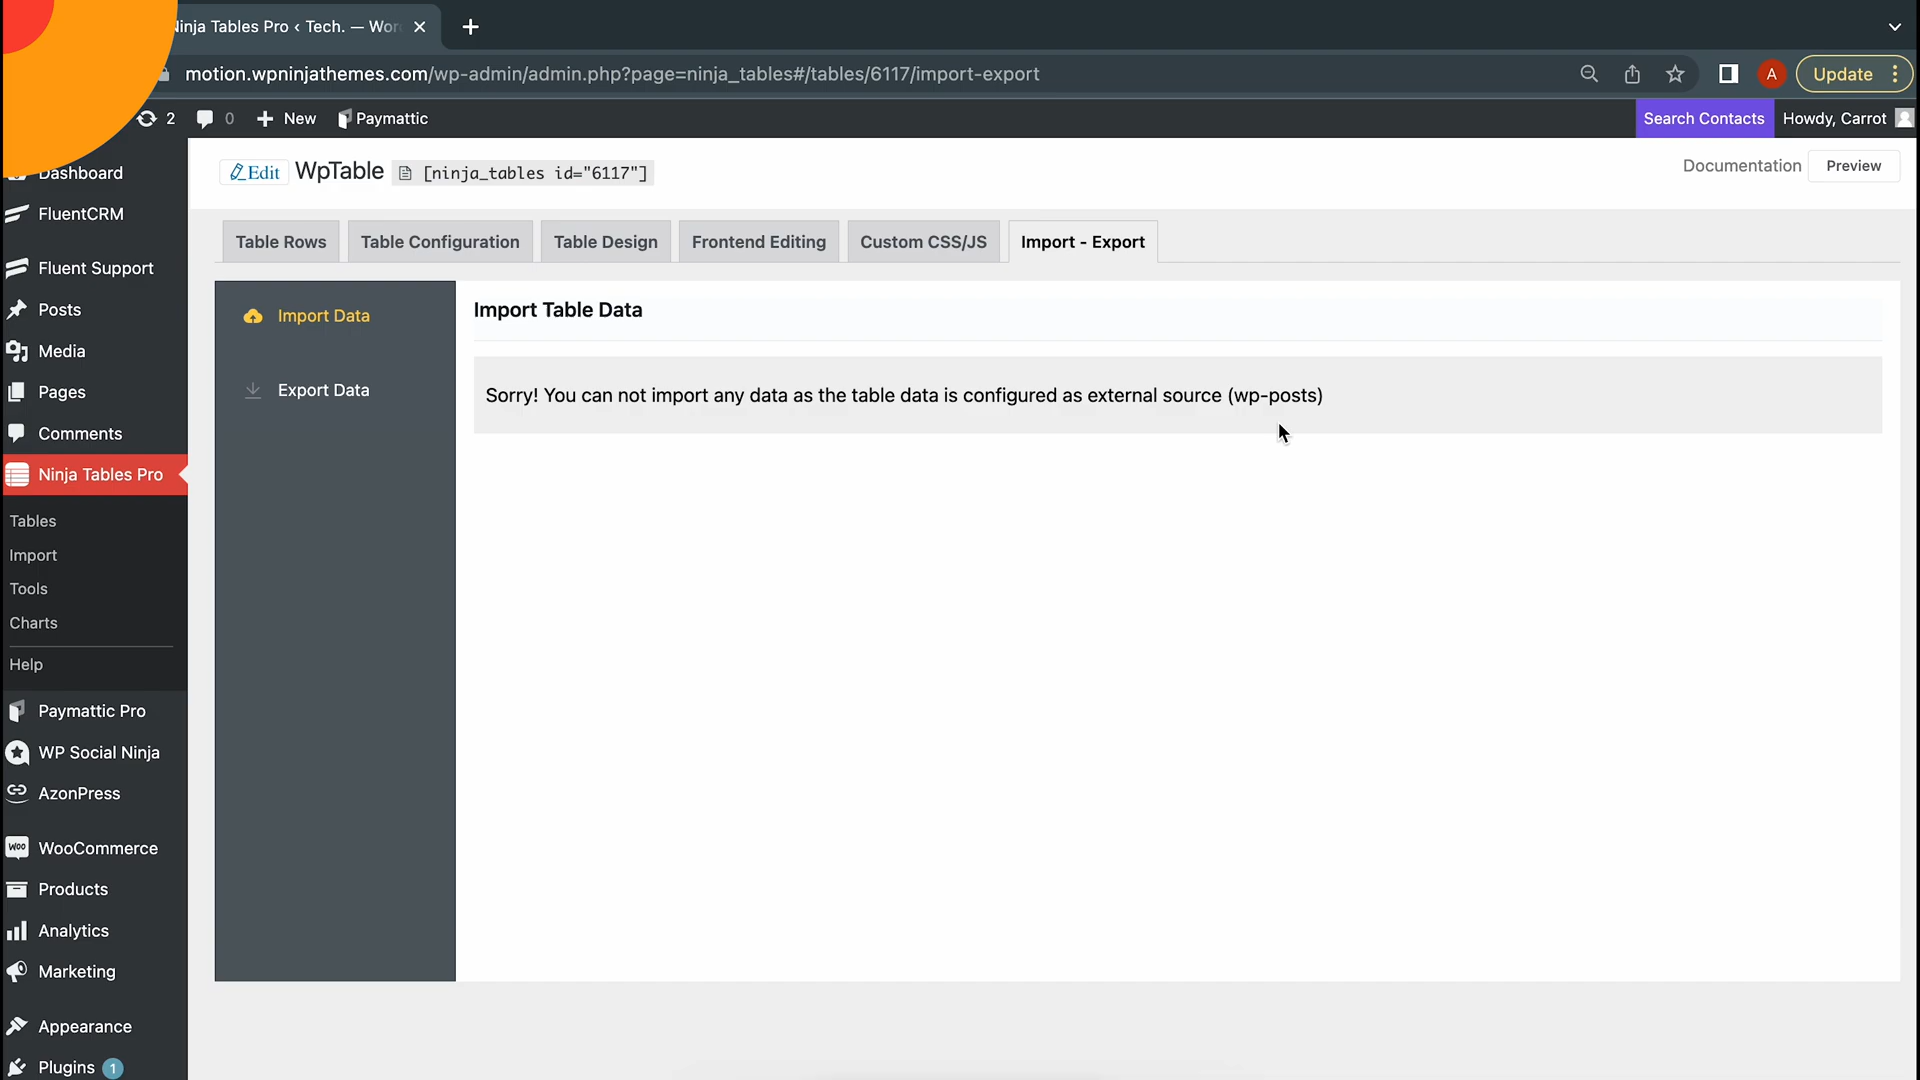 Ninja Tables Pro ‹ Tech. — Wor
motion.wpninjathemes.com/wp-admin/admin.php?page=ninja_tables#/tables/6117/import-export
A
Update
2
0
New
Paymattic
Search Contacts
Howdy, Carrot
Dashboard
FluentCRM
Fluent Support
Posts
Media
Pages
Comments
Ninja Tables Pro
Tables
Import
Tools
Charts
Help
Paymattic Pro
WP Social Ninja
AzonPress
Woo WooCommerce
Products
Analytics
Marketing
Appearance
Plugins 1
Edit WpTable [ninja_tables id="6117"]
Documentation
Preview
Table Rows
Table Configuration
Table Design
Frontend Editing
Custom CSS/JS
Import - Export
Import Data
Export Data
Import Table Data
Sorry! You can not import any data as the table data is configured as external source (wp-posts)